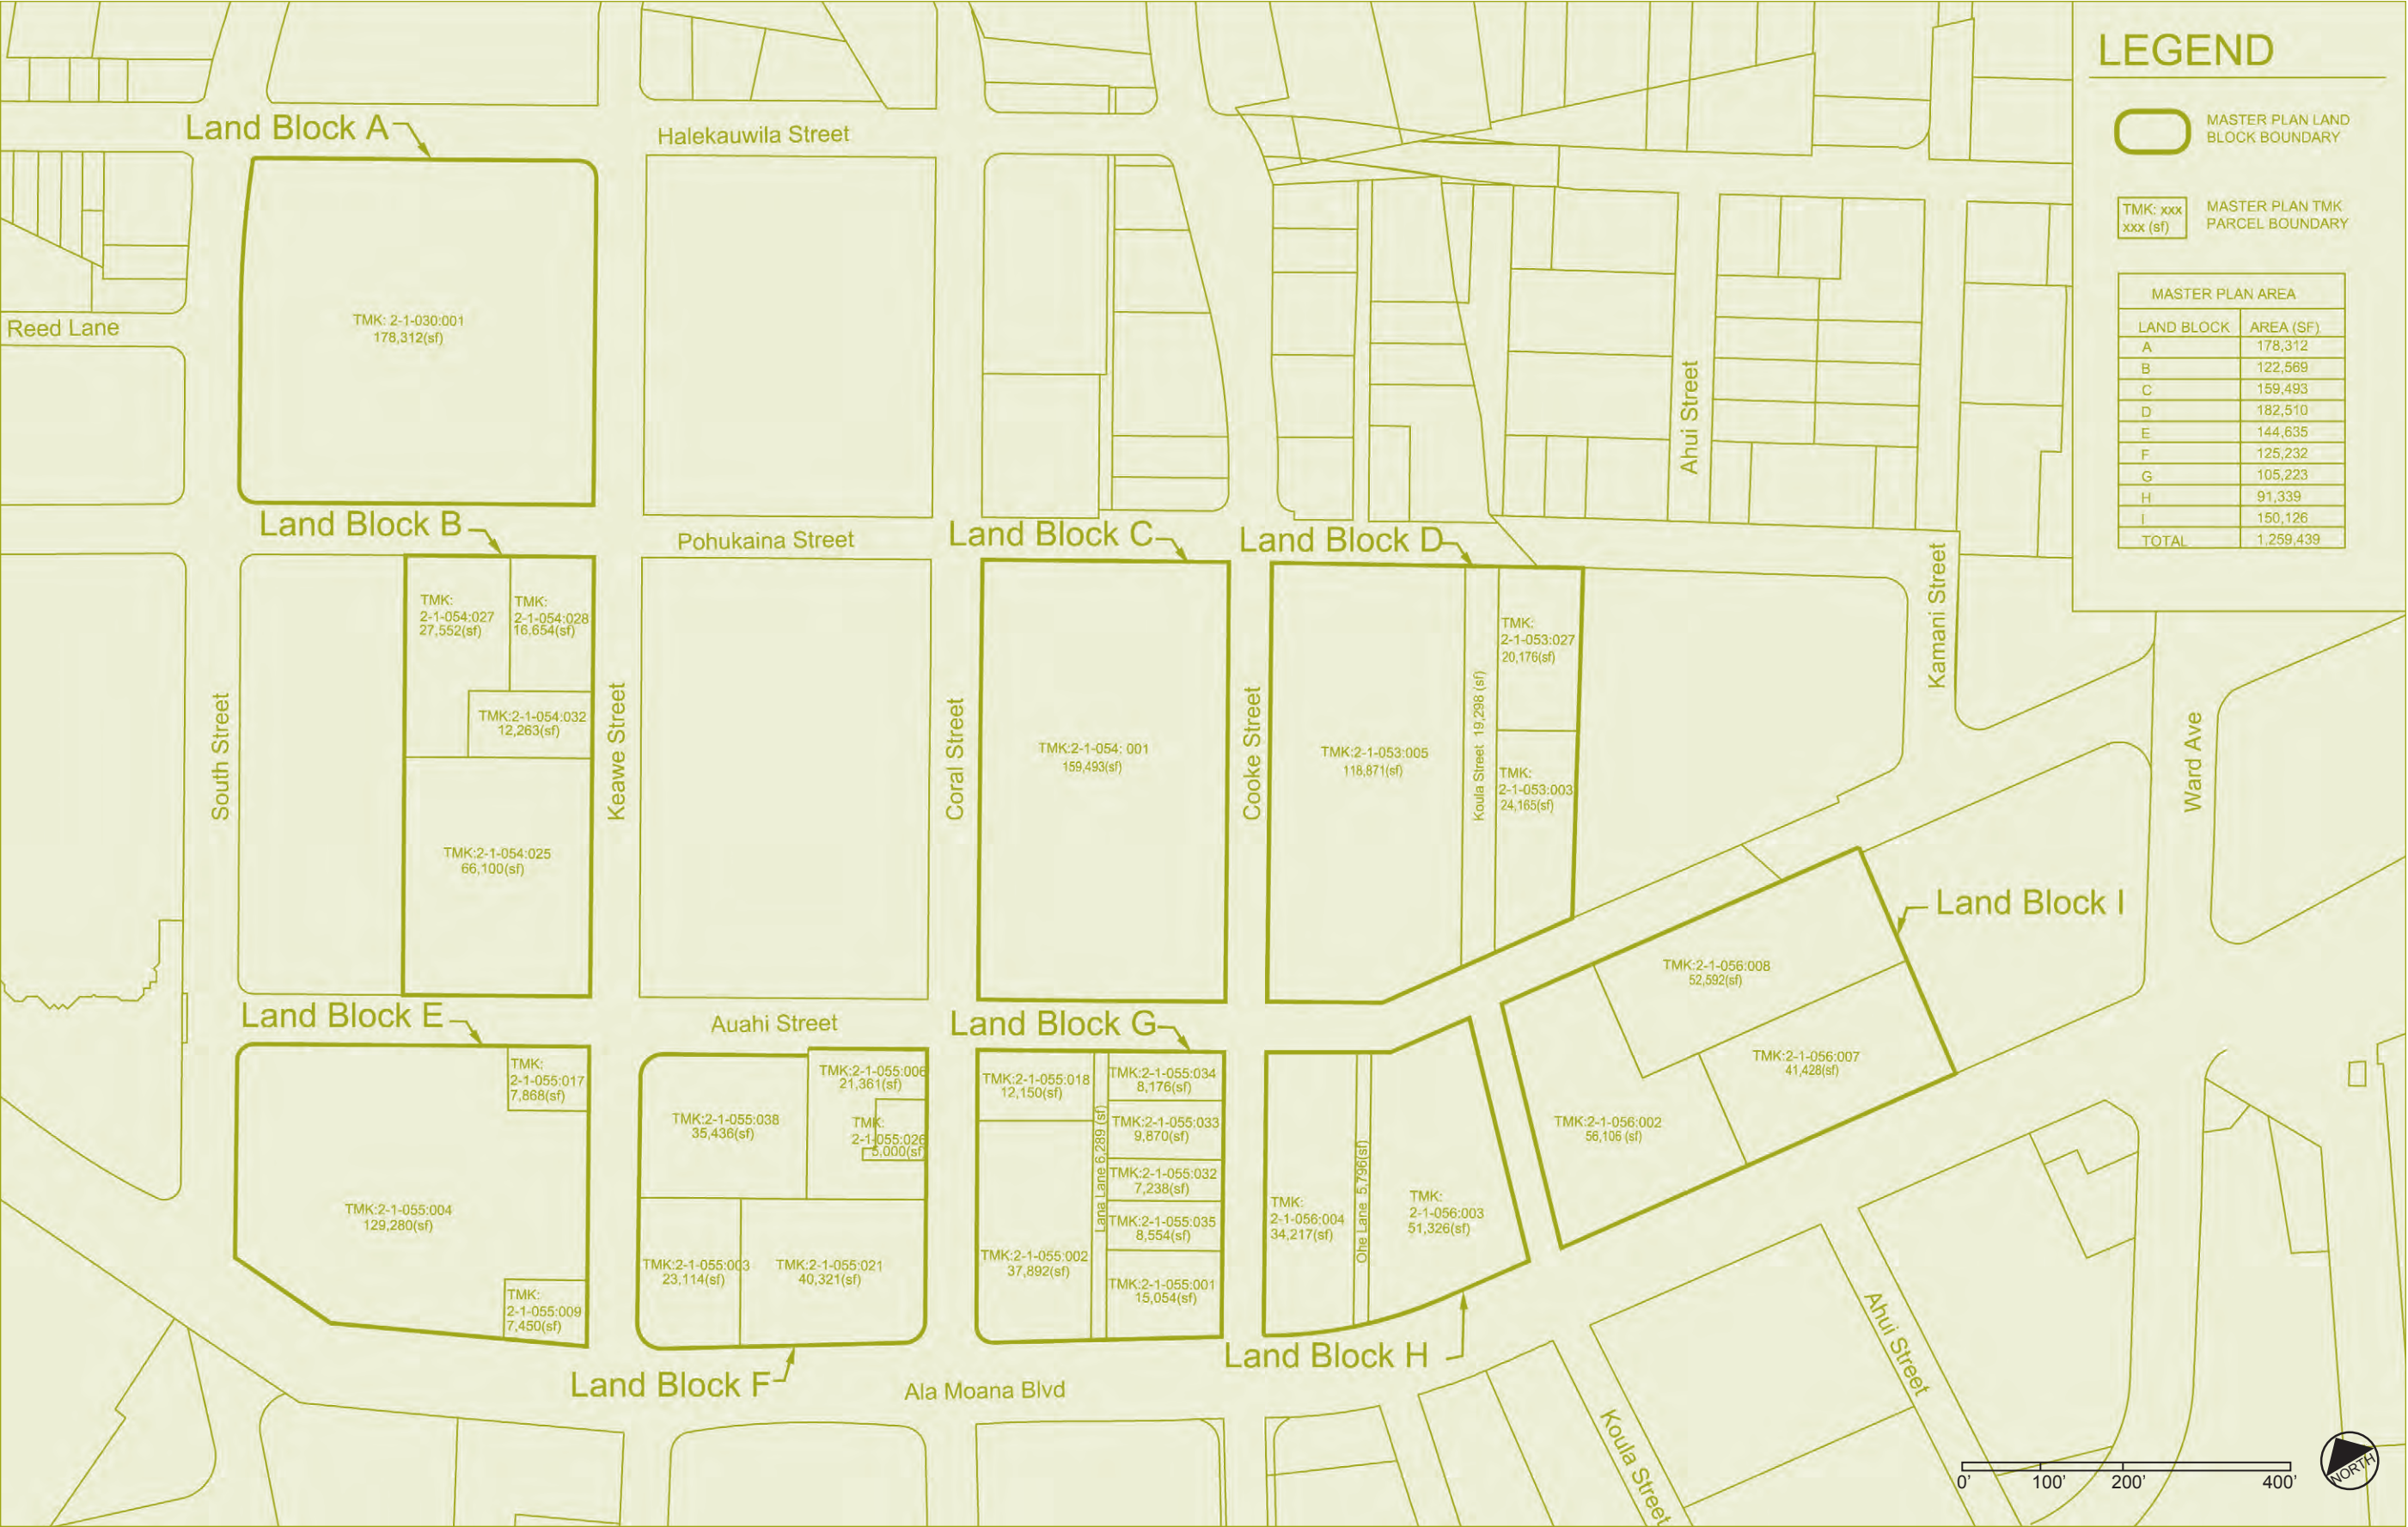 LEGEND
MASTER PLAN LAND
BLOCK BOUNDARY
TMK: xxx
xxx (sf)
MASTER PLAN TMK
PARCEL BOUNDARY
MASTER PLAN AREA
LAND BLOCK AREA (SF)
A 178,312
B 122,569
C 159,493
D 182,510
E 144,635
F 125,232
G 105,223
H 91,339
I 150,126
TOTAL 1,259,439
Land Block A
Halekauwila Street
TMK: 2-1-030:001
178,312(sf)
Reed Lane
Ahui Street
Land Block B
Pohukaina Street
Land Block C
Land Block D
Kamani Street
TMK:
2-1-054:027
27,552(sf)
TMK:
2-1-054:028
16,654(sf)
TMK:2-1-054:032
12,263(sf)
TMK:2-1-054:025
66,100(sf)
South Street
Keawe Street
Coral Street
TMK:2-1-054: 001
159,493(sf)
Cooke Street
TMK:2-1-053:005
118,871(sf)
Koula Street 19,298 (sf)
TMK:
2-1-053:027
20,176(sf)
TMK:
2-1-053:003
24,165(sf)
Ward Ave
Land Block I
TMK:2-1-056:008
52,592(sf)
TMK:2-1-056:007
41,428(sf)
TMK:2-1-056:002
56,106 (sf)
Land Block E
Auahi Street
Land Block G
TMK:
2-1-055:017
7,868(sf)
TMK:2-1-055:004
129,280(sf)
TMK:
2-1-055:009
7,450(sf)
TMK:2-1-055:038
35,436(sf)
TMK:2-1-055:006
21,361(sf)
TMK:
2-1-055:026
5,000(sf)
TMK:2-1-055:003
23,114(sf)
TMK:2-1-055:021
40,321(sf)
TMK:2-1-055:018
12,150(sf)
TMK:2-1-055:002
37,892(sf)
Lana Lane 6,289 (sf)
TMK:2-1-055:034
8,176(sf)
TMK:2-1-055:033
9,870(sf)
TMK:2-1-055:032
7,238(sf)
TMK:2-1-055:035
8,554(sf)
TMK:2-1-055:001
15,054(sf)
TMK:
2-1-056:004
34,217(sf)
Ohe Lane 5,796(sf)
TMK:
2-1-056:003
51,326(sf)
Land Block F
Land Block H
Ala Moana Blvd
Ahui Street
Koula Street
0' 100' 200' 400'
NORTH